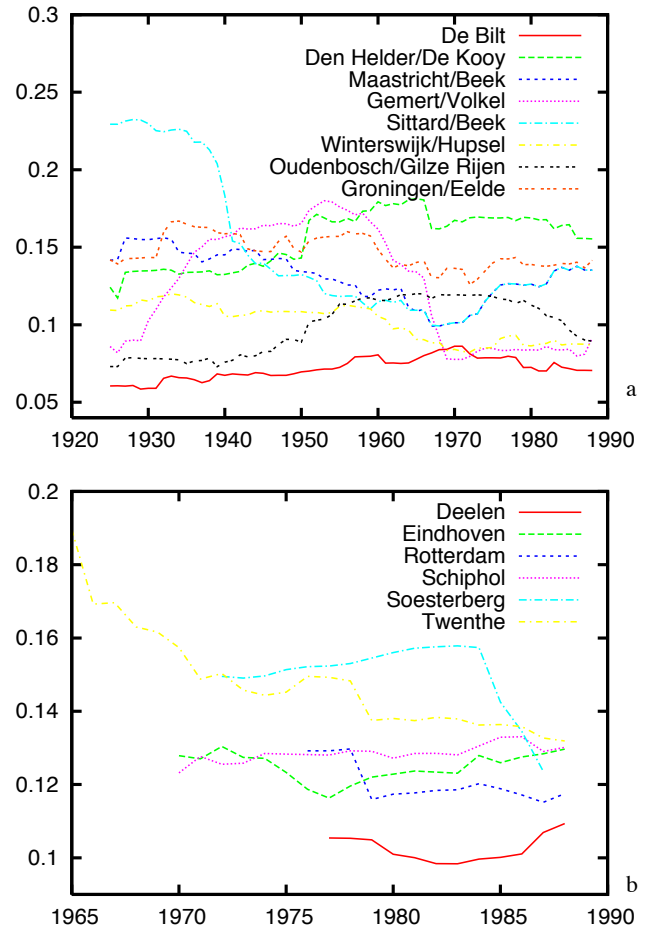 0.3
De Bilt
Den Helder/De Kooy
0.25
Maastricht/Beek
Gemert/Volkel
Sittard/Beek
0.2
Winterswijk/Hupsel
Oudenbosch/Gilze Rijen
Groningen/Eelde
0.15
0.1
0.05
a
1920 1930 1940 1950 1960 1970 1980 1990
0.2
Deelen
Eindhoven
0.18
Rotterdam
Schiphol
Soesterberg
Twenthe
0.16
0.14
0.12
0.1
b
1965 1970 1975 1980 1985 1990